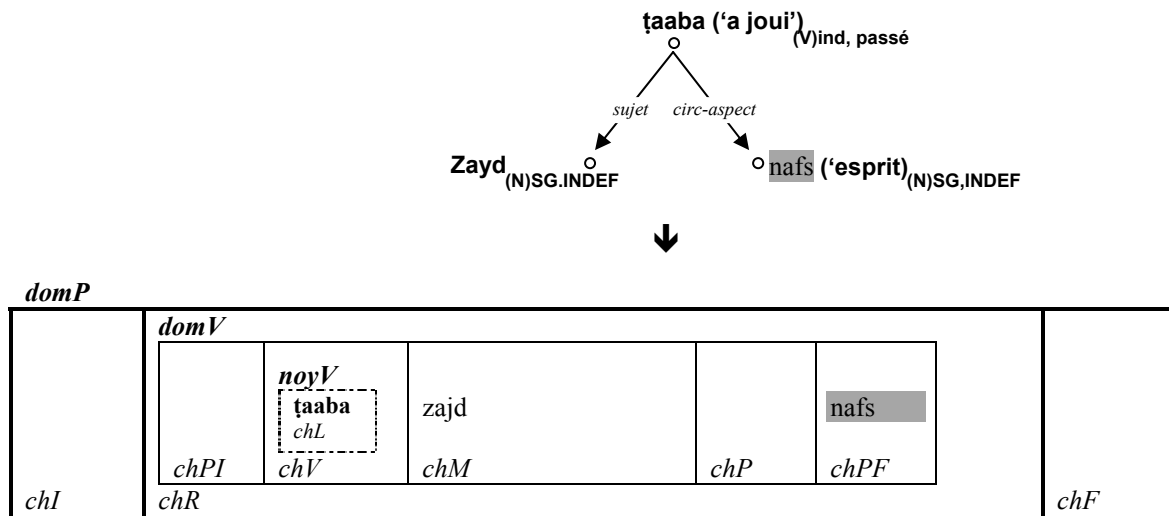 ṭaaba (‘a joui’)(V)ind, passé
sujet circ-aspect
Zayd(N)SG.INDEF nafs (‘esprit)(N)SG,INDEF
domP
domV
noyV
ṭaaba zajd nafs
chL
chPI chV chM chP chPF
chI chR chF